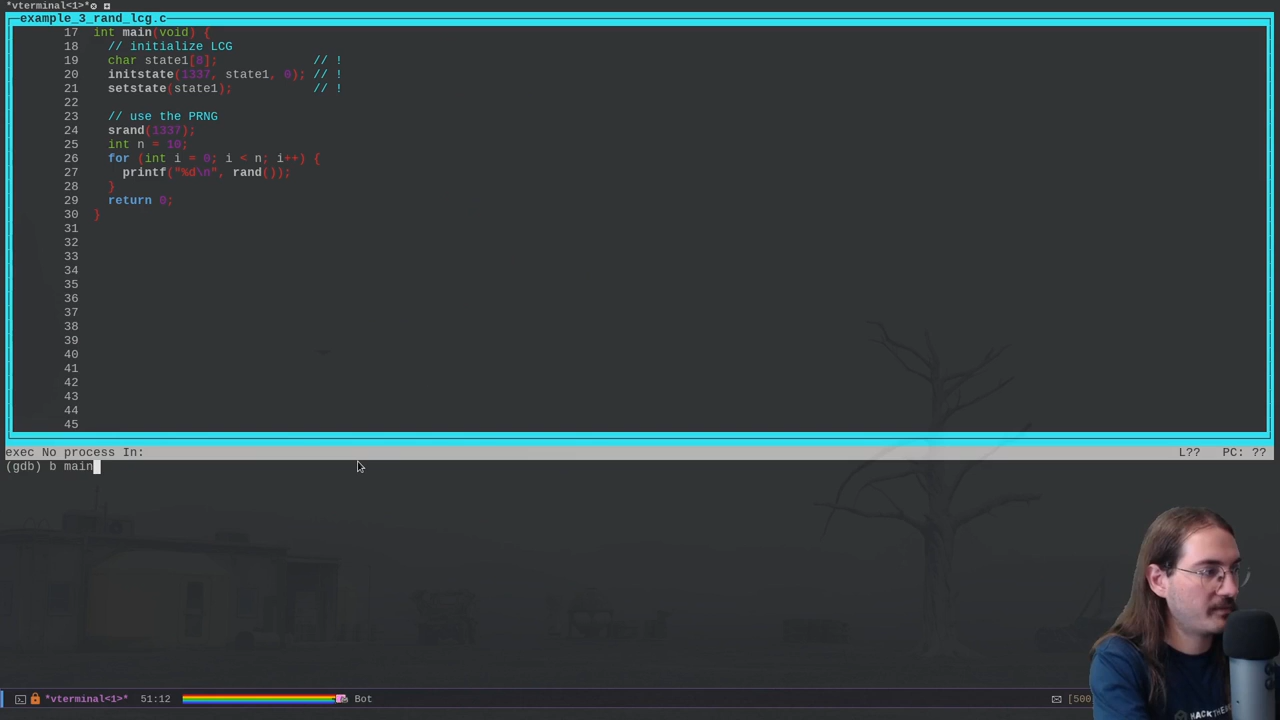 *vterminal<1>*
example_3_rand_lcg.c
17 int main(void) {
18 // initialize LCG
19 char state1[8]; // !
20 initstate(1337, state1, 0); // !
21 setstate(state1); // !
22
23 // use the PRNG
24 srand(1337);
25 int n = 10;
26 for (int i = 0; i < n; i++) {
27 printf("%d\n", rand());
28 }
29 return 0;
30 }
31
32
33
34
35
36
37
38
39
40
41
42
43
44
45
exec No process In: L?? PC: ??
(gdb) b main
*vterminal<1>* 51:12 Bot [500